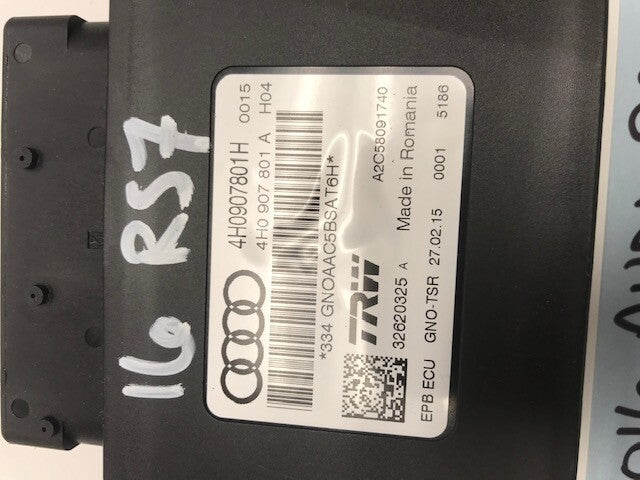 16 RS7
4H0907801H 0015
4H0 907 801 A H04
*334 GNOAAC5BSAT6H*
TRW A2C58091740
32620325 A Made in Romania
EPB ECU GNO-TSR 27.02.15 0001 5186